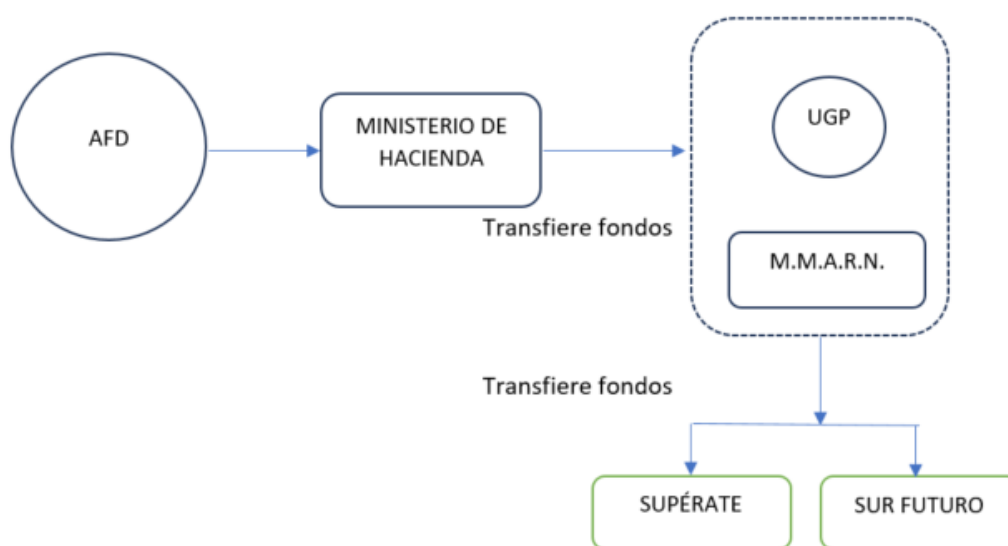 AFD
MINISTERIO DE
HACIENDA
UGP
Transfiere fondos
M.M.A.R.N.
Transfiere fondos
SUPÉRATE
SUR FUTURO